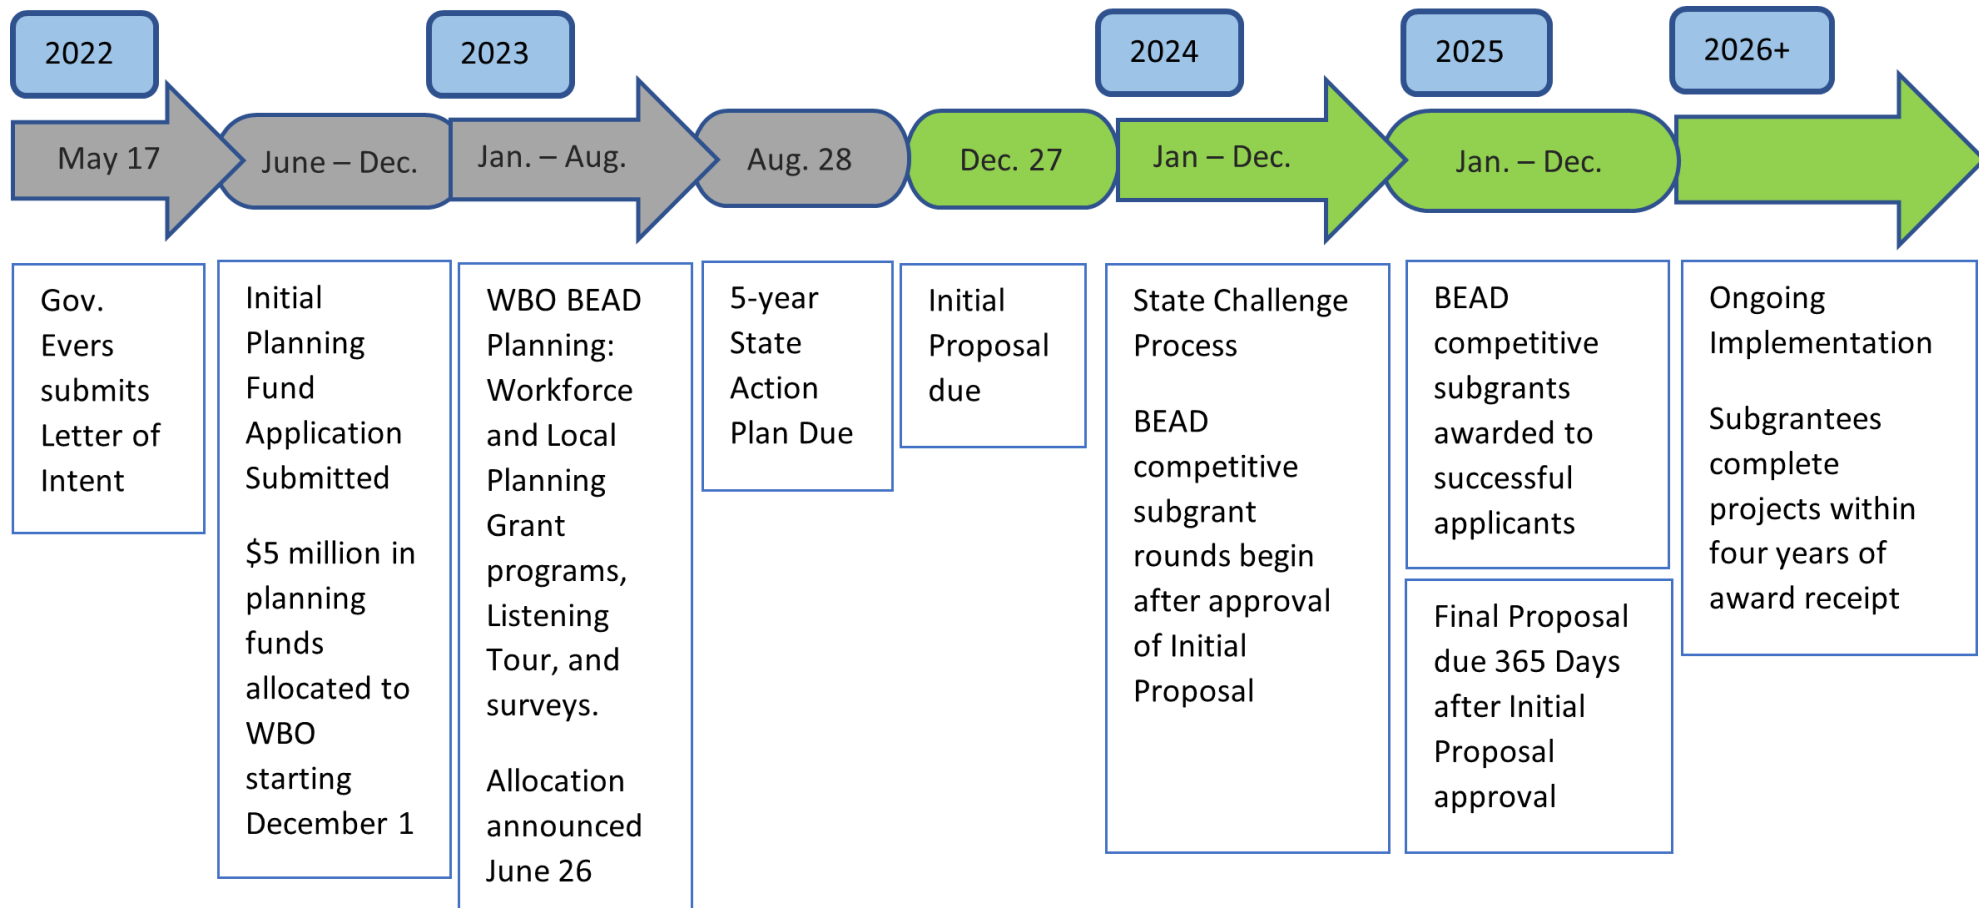 2022
2023
2024
2025
2026+
May 17
June – Dec.
Jan. – Aug.
Aug. 28
Dec. 27
Jan – Dec.
Jan. – Dec.
Gov.
Evers
submits
Letter of
Intent
Initial
Planning
Fund
Application
Submitted
$5 million in
planning
funds
allocated to
WBO
starting
December 1
WBO BEAD
Planning:
Workforce
and Local
Planning
Grant
programs,
Listening
Tour, and
surveys.
Allocation
announced
June 26
5-year
State
Action
Plan Due
Initial
Proposal
due
State Challenge
Process
BEAD
competitive
subgrant
rounds begin
after approval
of Initial
Proposal
BEAD
competitive
subgrants
awarded to
successful
applicants
Final Proposal
due 365 Days
after Initial
Proposal
approval
Ongoing
Implementation
Subgrantees
complete
projects within
four years of
award receipt